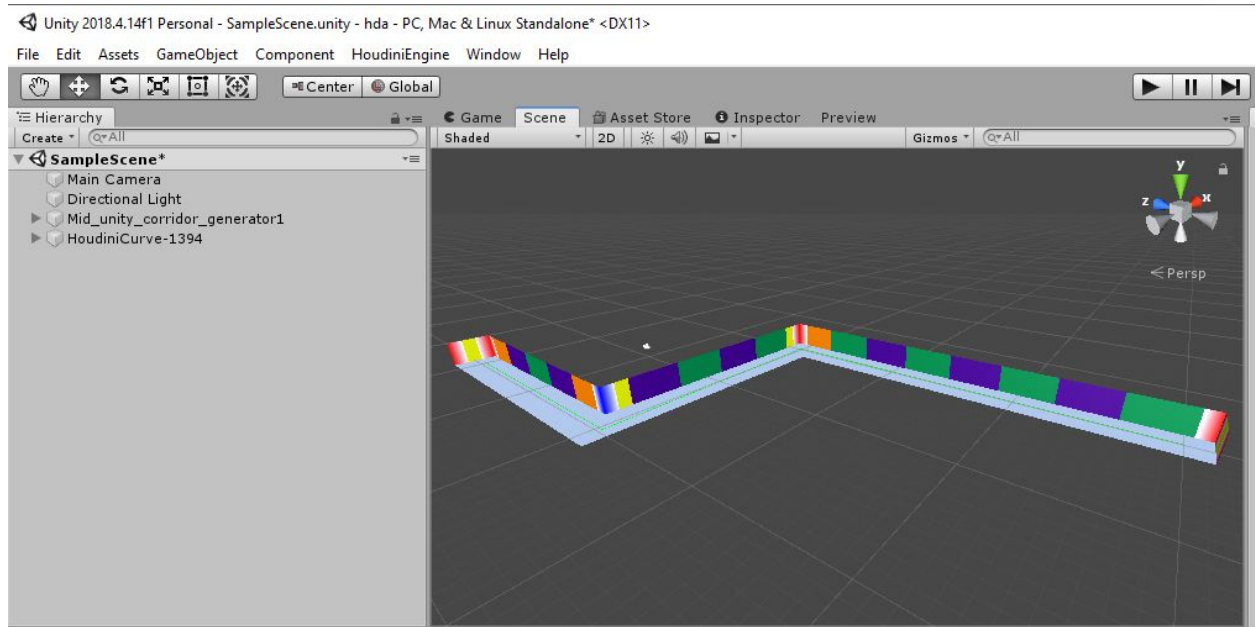 Unity 2018.4.14f1 Personal - SampleScene.unity - hda - PC, Mac & Linux Standalone* <DX11>
File Edit Assets GameObject Component HoudiniEngine Window Help
Center Global
Hierarchy
Create All
SampleScene*
Main Camera
Directional Light
Mid_unity_corridor_generator1
HoudiniCurve-1394
Game Scene Asset Store Inspector Preview
Shaded 2D Gizmos All
y
z x
Persp